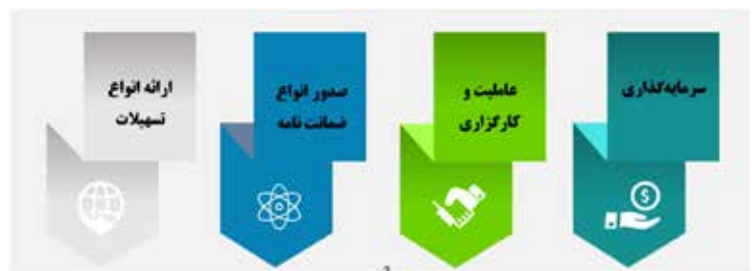 سرمایه‌گذاری
عاملیت و
کارگزاری
صدور انواع
ضمانت نامه
ارائه انواع
تسهیلات